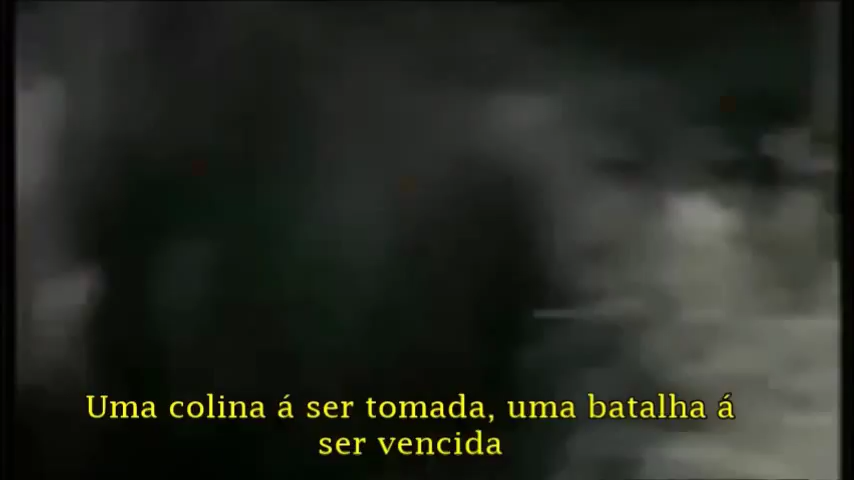 Uma colina á ser tomada, uma batalha á
ser vencida